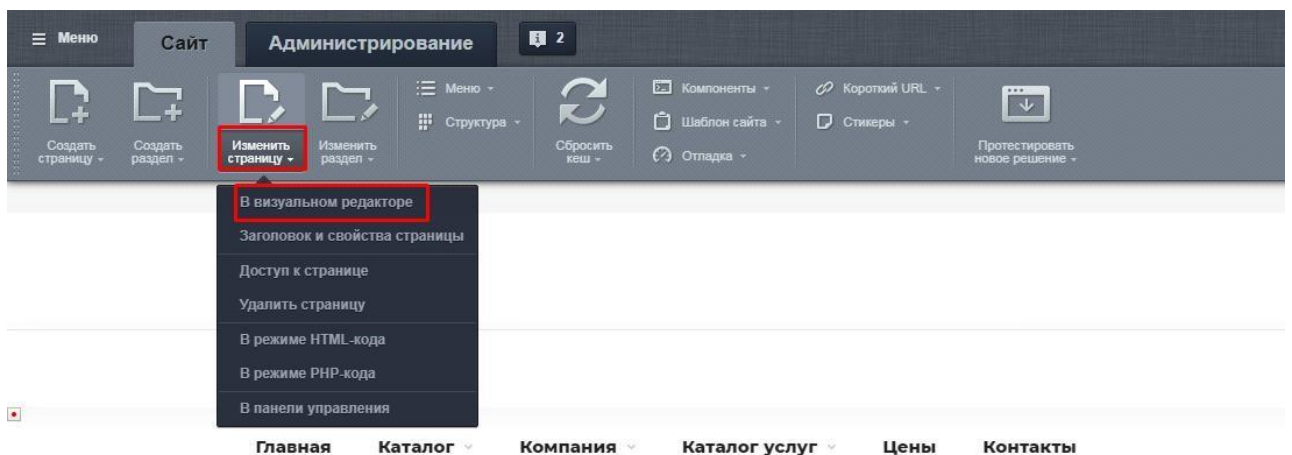 Меню
Сайт
Администрирование
2
Создать
страницу
Создать
раздел
Изменить
страницу
Изменить
раздел
Меню
Структура
Сбросить
кеш
Компоненты
Шаблон сайта
Отладка
Короткий URL
Стикеры
Протестировать
новое решение
В визуальном редакторе
Заголовок и свойства страницы
Доступ к странице
Удалить страницу
В режиме HTML-кода
В режиме PHP-кода
В панели управления
Главная Каталог Компания Каталог услуг Цены Контакты